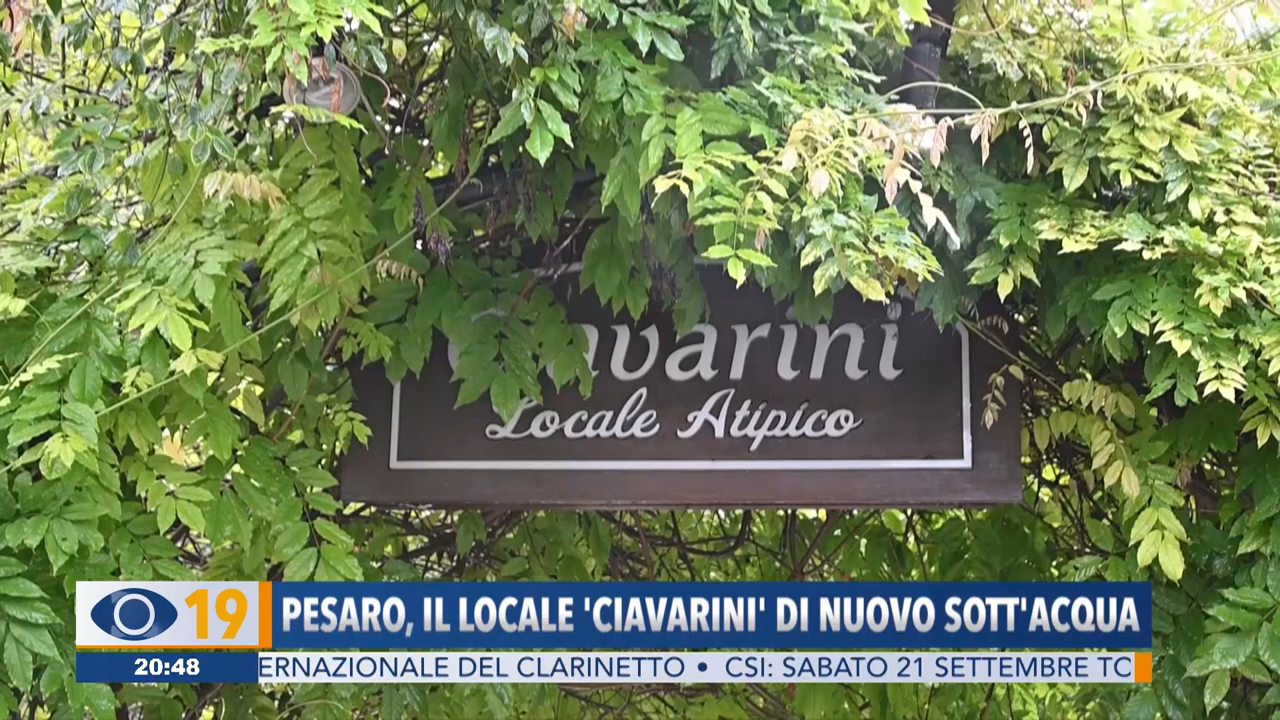 Ciavarini
Locale Atipico
19
PESARO, IL LOCALE 'CIAVARINI' DI NUOVO SOTT'ACQUA
20:48
ERNAZIONALE DEL CLARINETTO • CSI: SABATO 21 SETTEMBRE TC